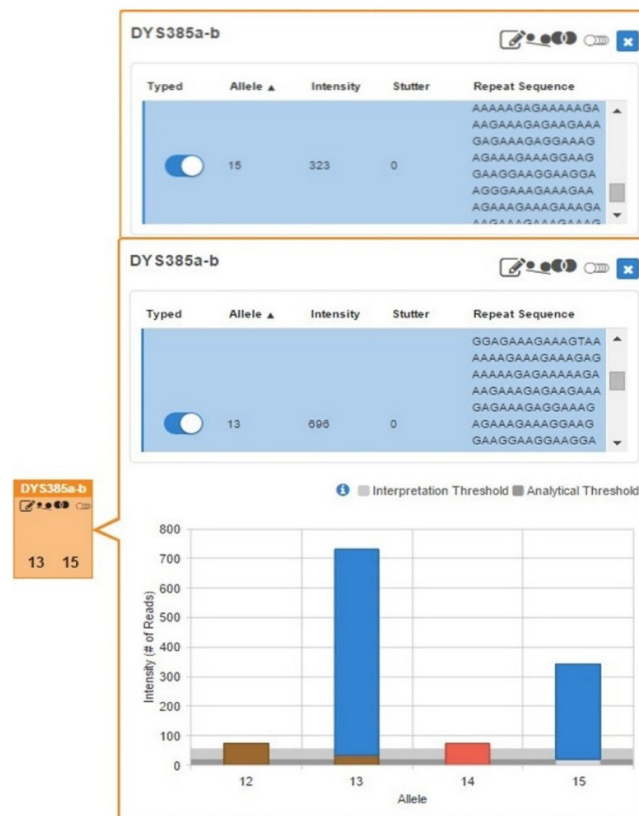 DYS385a-b
Typed Allele ▲ Intensity Stutter Repeat Sequence
AAAAAGAGAAAAAGA
AAGAAAGAGAAGAAA
GAGAAAGAGGAAAG
15 323 0
AGAAAGAAAGGAAG
GAAGGAAGGAAGGA
AGGGAAAGAAAGAA
AGAAAGAAAGAAAGA
AAGAAAGAAAGAAAG
DYS385a-b
Typed Allele ▲ Intensity Stutter Repeat Sequence
GGAGAAAGAAAGTAA
AAAAGAAAGAAAGAG
AAAAAGAGAAAAAGA
AAGAAAGAGAAGAAA
GAGAAAGAGGAAAG
13 696 0
AGAAAGAAAGGAAG
GAAGGAAGGAAGGA
DYS385a-b
13 15
Interpretation Threshold Analytical Threshold
Intensity (# of Reads)
800
700
600
500
400
300
200
100
0
12 13 14 15
Allele